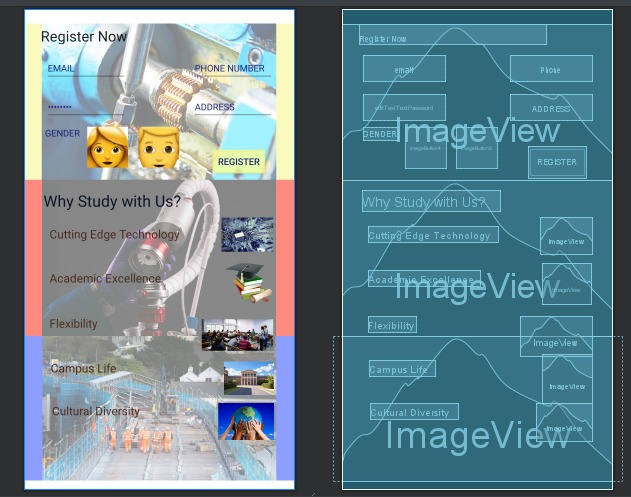 Register Now
EMAIL
PHONE NUMBER
ADDRESS
GENDER
REGISTER
Why Study with Us?
Cutting Edge Technology
Academic Excellence
Flexibility
Campus Life
Cultural Diversity
Register Now
email
Phone
editTextTextPassword
ADDRESS
ImageView
GENDER
REGISTER
Why Study with Us?
Cutting Edge Technology
ImageView
Academic Excellence
ImageView
ImageView
Flexibility
ImageView
Campus Life
ImageView
Cultural Diversity
ImageView
ImageView